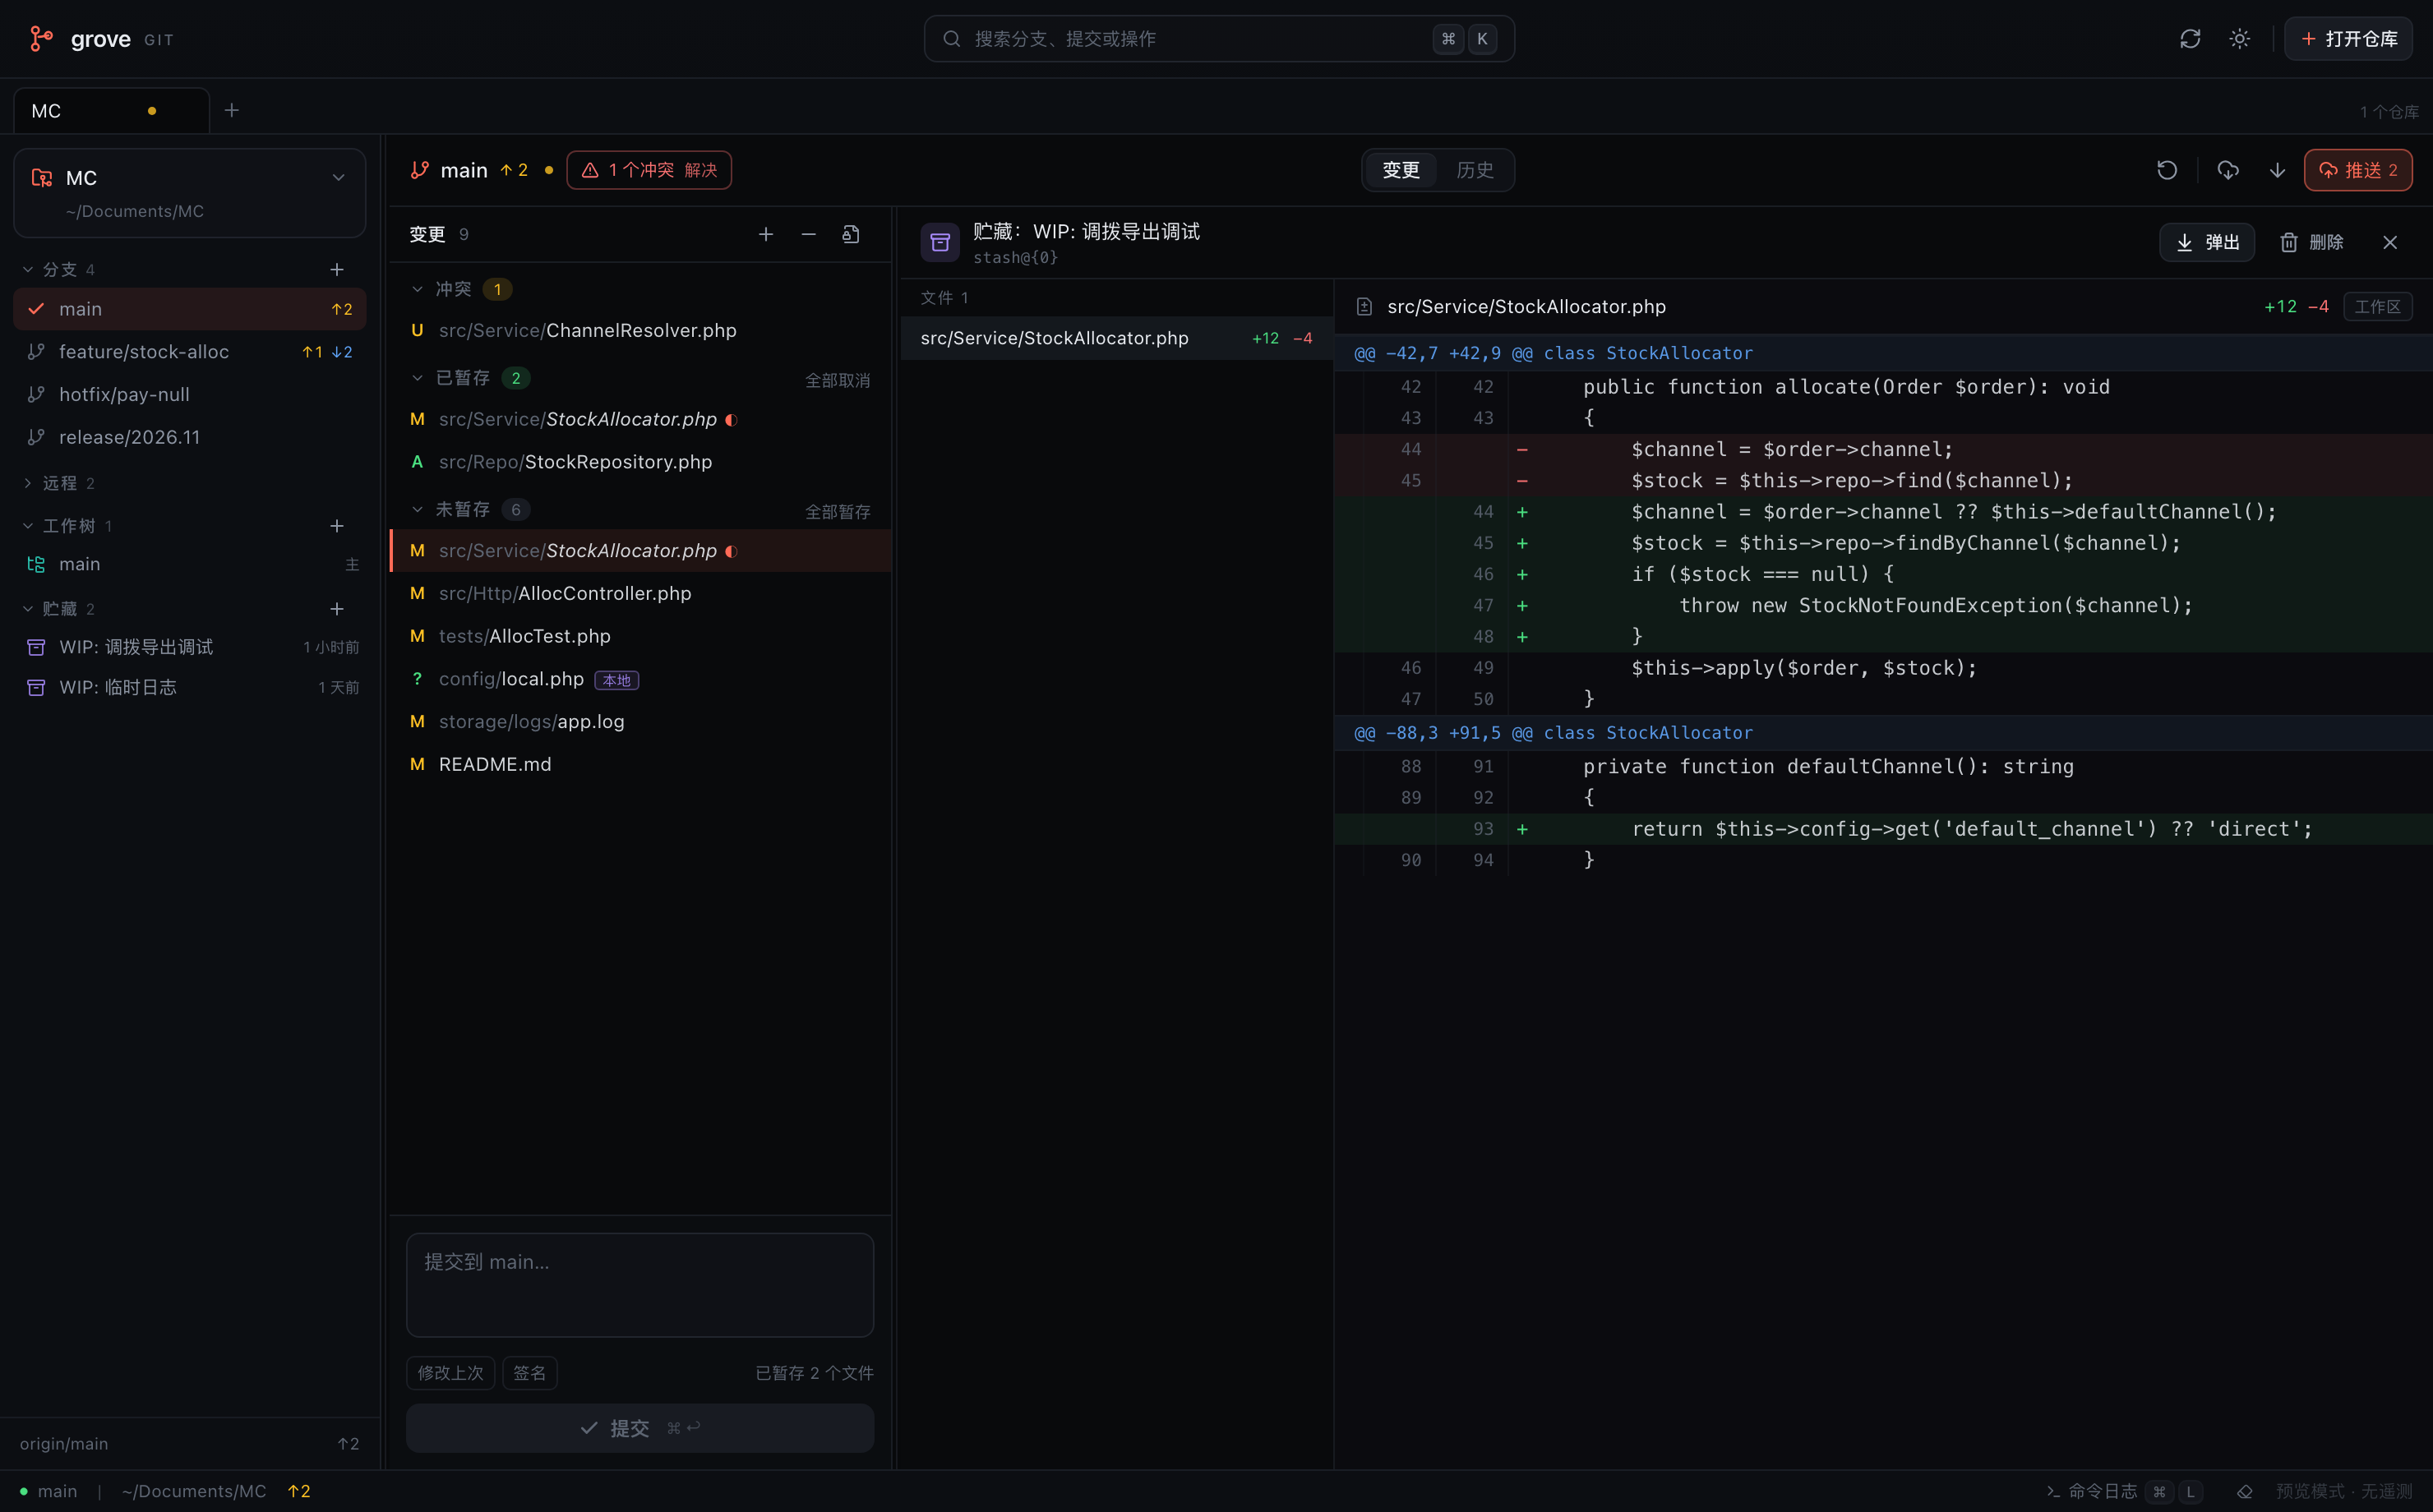 grove GIT
搜索分支、提交或操作 ⌘ K
+ 打开仓库
MC
+
1 个仓库
MC
~/Documents/MC
分支 4 +
main ↑2
feature/stock-alloc ↑1 ↓2
hotfix/pay-null
release/2026.11
远程 2
工作树 1 +
main 主
贮藏 2 +
WIP: 调拨导出调试 1 小时前
WIP: 临时日志 1 天前
origin/main ↑2
main ↑2
1 个冲突 解决
变更 历史
推送 2
变更 9
冲突 1
U src/Service/ChannelResolver.php
已暂存 2 全部取消
M src/Service/StockAllocator.php
A src/Repo/StockRepository.php
未暂存 6 全部暂存
M src/Service/StockAllocator.php
M src/Http/AllocController.php
M tests/AllocTest.php
? config/local.php 本地
M storage/logs/app.log
M README.md
提交到 main...
修改上次 签名 已暂存 2 个文件
提交 ⌘↩
贮藏：WIP: 调拨导出调试
stash@{0}
弹出 删除
文件 1
src/Service/StockAllocator.php +12 −4
src/Service/StockAllocator.php +12 −4 工作区
@@ −42,7 +42,9 @@ class StockAllocator
42 42 public function allocate(Order $order): void
43 43 {
44 − $channel = $order->channel;
45 − $stock = $this->repo->find($channel);
44 + $channel = $order->channel ?? $this->defaultChannel();
45 + $stock = $this->repo->findByChannel($channel);
46 + if ($stock === null) {
47 + throw new StockNotFoundException($channel);
48 + }
46 49 $this->apply($order, $stock);
47 50 }
@@ −88,3 +91,5 @@ class StockAllocator
88 91 private function defaultChannel(): string
89 92 {
93 + return $this->config->get('default_channel') ?? 'direct';
90 94 }
main | ~/Documents/MC ↑2
命令日志 ⌘ L
预览模式 · 无遥测